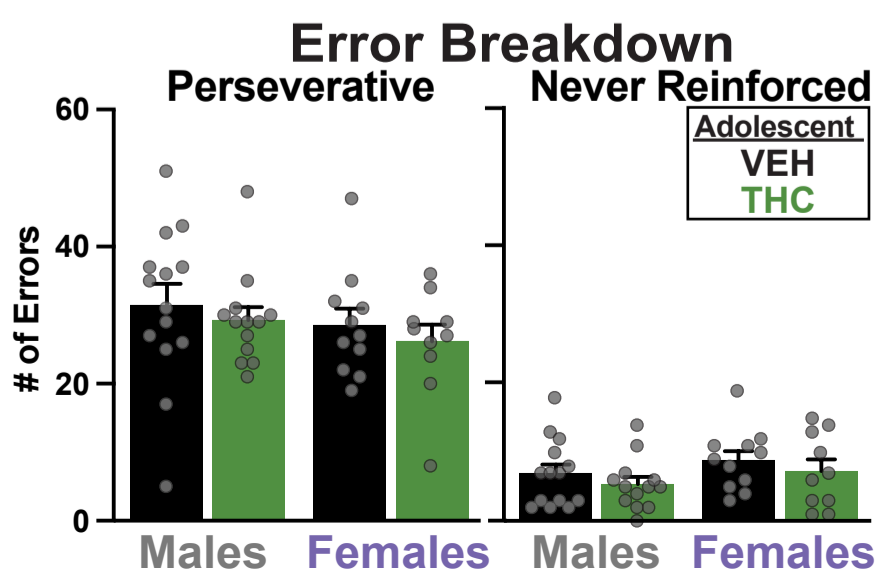 Error Breakdown
Perseverative
Never Reinforced
Adolescent
VEH
THC
# of Errors
60
40
20
0
Males
Females
Males
Females